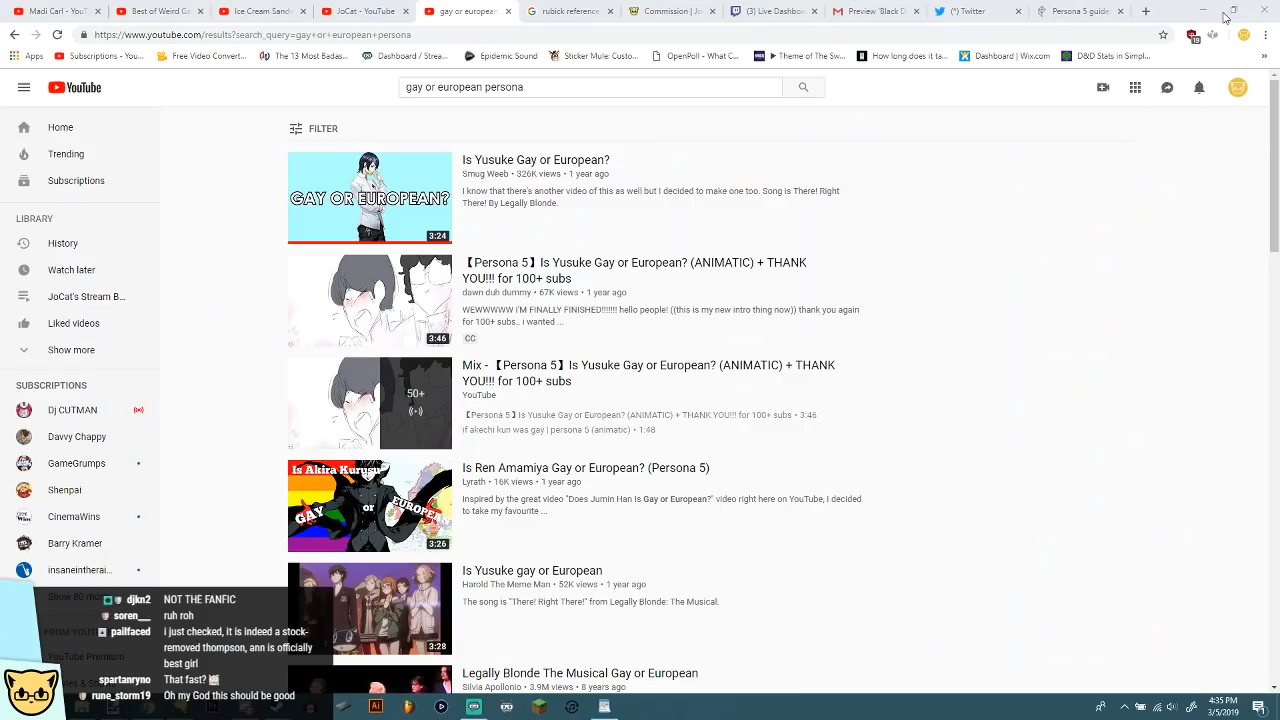 Madi Carter
Best of Weird Ga
Ice Cream Sand
JoCat - YouTube
gay or european
G reference
Commission | Jo
(3) Live Dashbo
Preview 'Black D
(*) Twitter
Persona 5 guide
https://www.youtube.com/results?search_query=gay+or+european+persona
19
Apps
Subscriptions - You...
Free Video Convert...
The 13 Most Badas...
Dashboard / Strea...
Epidemic Sound
Sticker Mule: Custo...
OpenPoll - What C...
▶ Theme of The Sw...
How long does it ta...
Dashboard | Wix.com
D&D Stats in Simpl...
YouTube
gay or european persona
FILTER
Home
Trending
Subscriptions
LIBRARY
History
Watch later
JoCat's Stream B...
Liked videos
Show more
SUBSCRIPTIONS
Dj CUTMAN
Davvy Chappy
GameGrumps
Shenpai
CinemaWins
Barry Kramer
insaneintherai...
Show 80 mo
FROM YOUT
YouTube Premium
GAY OR EUROPEAN?
3:24
Is Yusuke Gay or European?
Smug Weeb • 326K views • 1 year ago
I know that there's another video of this as well but I decided to make one too. Song is There! Right
There! By Legally Blonde.
3:46
【Persona 5】Is Yusuke Gay or European? (ANIMATIC) + THANK
YOU!!! for 100+ subs
dawn duh dummy • 67K views • 1 year ago
WEWWWWW I'M FINALLY FINISHED!!!!!!! hello people! ((this is my new intro thing now)) thank you again
for 100+ subs.. i wanted ...
CC
50+
Mix - 【Persona 5】Is Yusuke Gay or European? (ANIMATIC) + THANK
YOU!!! for 100+ subs
YouTube
【Persona 5】Is Yusuke Gay or European? (ANIMATIC) + THANK YOU!!! for 100+ subs • 3:46
if akechi kun was gay | persona 5 (animatic) • 1:48
Is Akira Kurusu
GAY or EUROPEAN
3:26
Is Ren Amamiya Gay or European? (Persona 5)
Lyrath • 16K views • 1 year ago
Inspired by the great video "Does Jumin Han Is Gay or European?" video right here on YouTube, I decided
to take my favourite ...
3:28
Is Yusuke gay or European
Harold The Meme Man • 52K views • 1 year ago
The song is "There! Right There!" from Legally Blonde: The Musical.
Legally Blonde The Musical Gay or European
Silvia Apollonio • 3.9M views • 8 years ago
djkn2 NOT THE FANFIC
soren__ ruh roh
pailfaced i just checked, it is indeed a stock-
removed thompson, ann is officially
best girl
spartanryno That fast?
rune_storm19 Oh my God this should be good
Ai
4:35 PM
3/5/2019